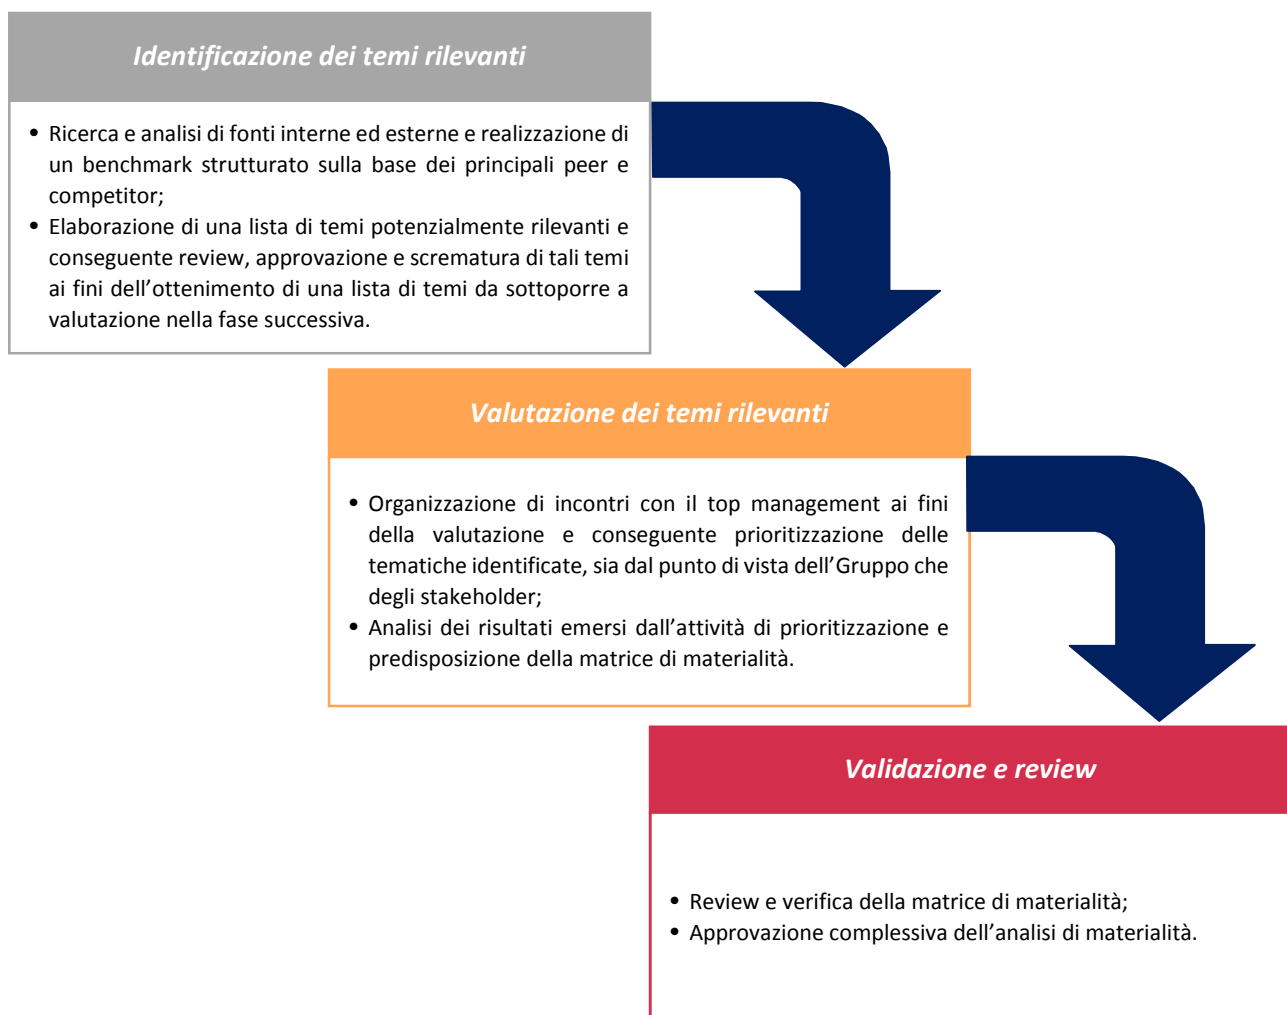 Identificazione dei temi rilevanti
• Ricerca e analisi di fonti interne ed esterne e realizzazione di
un benchmark strutturato sulla base dei principali peer e
competitor;
• Elaborazione di una lista di temi potenzialmente rilevanti e
conseguente review, approvazione e scrematura di tali temi
ai fini dell’ottenimento di una lista di temi da sottoporre a
valutazione nella fase successiva.
Valutazione dei temi rilevanti
• Organizzazione di incontri con il top management ai fini
della valutazione e conseguente prioritizzazione delle
tematiche identificate, sia dal punto di vista dell’Gruppo che
degli stakeholder;
• Analisi dei risultati emersi dall’attività di prioritizzazione e
predisposizione della matrice di materialità.
Validazione e review
• Review e verifica della matrice di materialità;
• Approvazione complessiva dell’analisi di materialità.